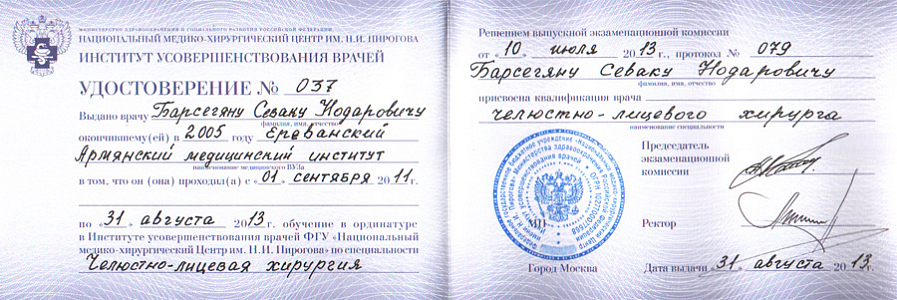 МИНИСТЕРСТВО ЗДРАВООХРАНЕНИЯ И СОЦИАЛЬНОГО РАЗВИТИЯ РОССИЙСКОЙ ФЕДЕРАЦИИ
НАЦИОНАЛЬНЫЙ МЕДИКО-ХИРУРГИЧЕСКИЙ ЦЕНТР ИМ. Н.И. ПИРОГОВА
ИНСТИТУТ УСОВЕРШЕНСТВОВАНИЯ ВРАЧЕЙ
УДОСТОВЕРЕНИЕ № 037
Выдано врачу Барсегяну Севаку Нодаровичу
фамилия, имя, отчество
окончившему(ей) в 2005 году Ереванский
Армянский медицинский институт
наименование медицинского ВУЗа
в том, что он (она) проходил(а) с «01» сентября 2011г.
по «31» августа 2013г. обучение в ординатуре
в Институте усовершенствования врачей ФГУ «Национальный
медико-хирургический Центр им. Н.И. Пирогова» по специальности
Челюстно-лицевая хирургия
Решением выпускной экзаменационной комиссии
от «10» июля 2013г., протокол № 079
Барсегяну Севаку Нодаровичу
фамилия, имя, отчество
присвоена квалификация врача
челюстно-лицевого хирурга
наименование специальности
Председатель
экзаменационной
комиссии
МП
Ректор
Город Москва
Дата выдачи «31» августа 2013г.